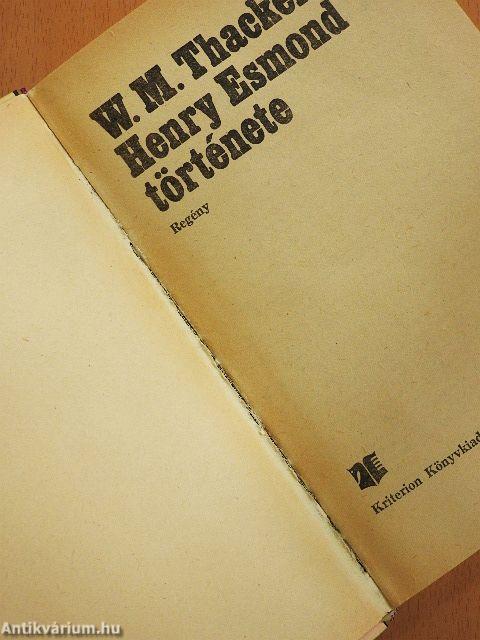 W. M. Thacker
Henry Esmond
története
Regény
Kriterion Könyvkiad
Antikvárium.hu